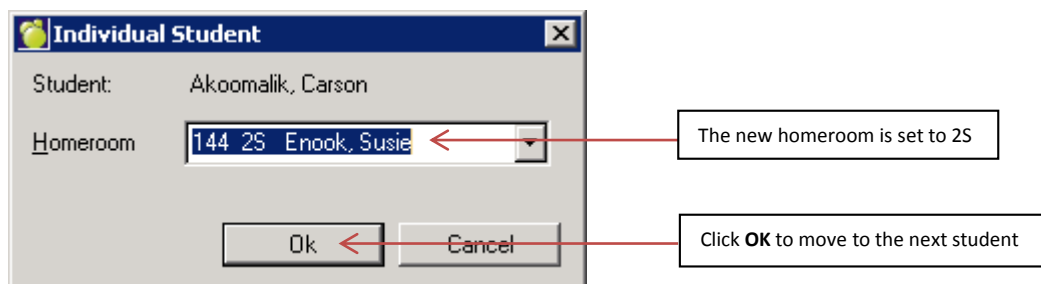 Individual Student
Student: Akoomalik, Carson
Homeroom 144 2S Enook, Susie
The new homeroom is set to 2S
Ok Cancel
Click OK to move to the next student